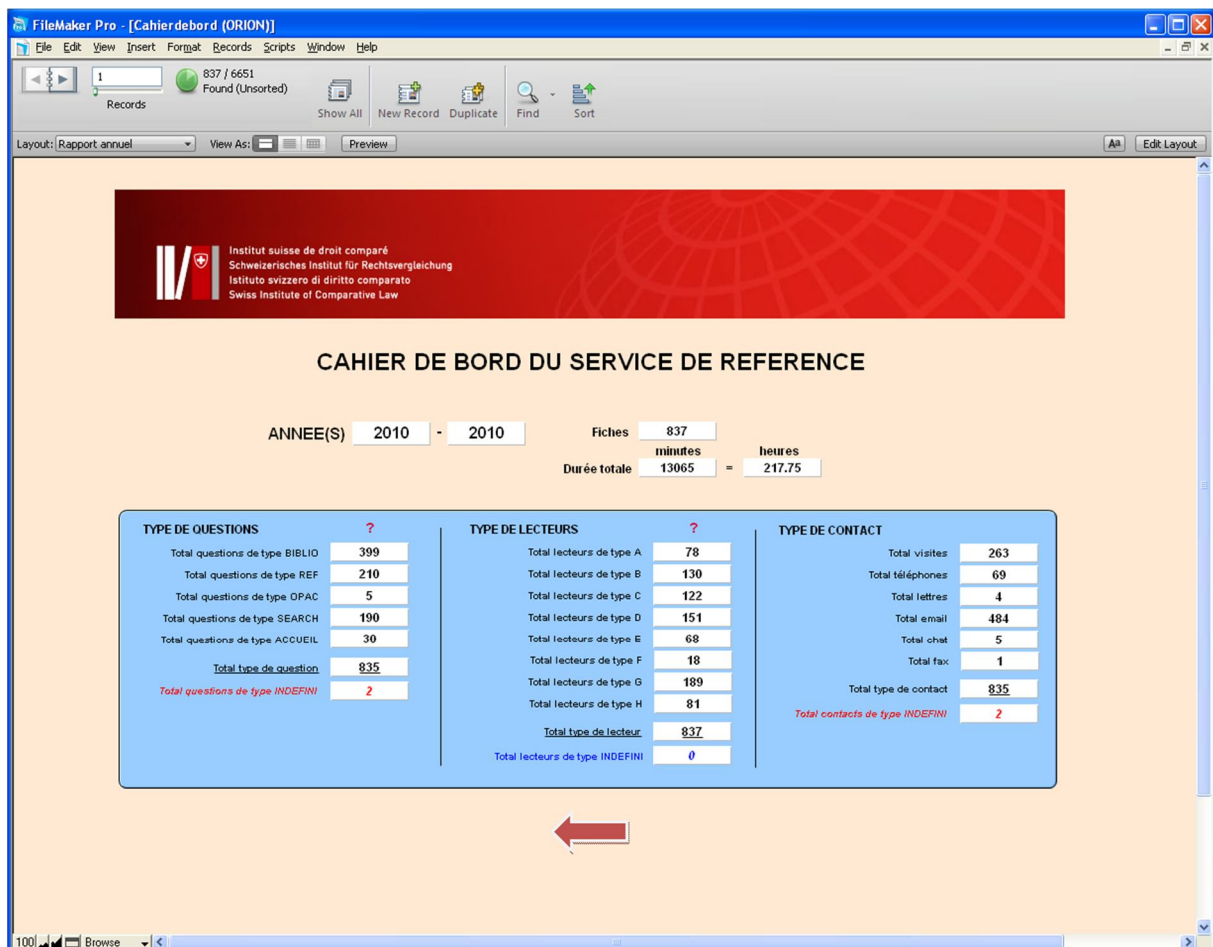 FileMaker Pro - [Cahierdebord (ORION)]
File Edit View Insert Format Records Scripts Window Help
1
Records
837 / 6651
Found (Unsorted)
Show All
New Record
Duplicate
Find
Sort
Layout: Rapport annuel
View As:
Preview
Aa
Edit Layout
Institut suisse de droit comparé
Schweizerisches Institut für Rechtsvergleichung
Istituto svizzero di diritto comparato
Swiss Institute of Comparative Law
CAHIER DE BORD DU SERVICE DE REFERENCE
ANNEE(S) 2010 - 2010
Fiches 837
minutes heures
Durée totale 13065 = 217.75
TYPE DE QUESTIONS ?
Total questions de type BIBLIO 399
Total questions de type REF 210
Total questions de type OPAC 5
Total questions de type SEARCH 190
Total questions de type ACCUEIL 30
Total type de question 835
Total questions de type INDEFINI 2
TYPE DE LECTEURS ?
Total lecteurs de type A 78
Total lecteurs de type B 130
Total lecteurs de type C 122
Total lecteurs de type D 151
Total lecteurs de type E 68
Total lecteurs de type F 18
Total lecteurs de type G 189
Total lecteurs de type H 81
Total type de lecteur 837
Total lecteurs de type INDEFINI 0
TYPE DE CONTACT
Total visites 263
Total téléphones 69
Total lettres 4
Total email 484
Total chat 5
Total fax 1
Total type de contact 835
Total contacts de type INDEFINI 2
100 Browse